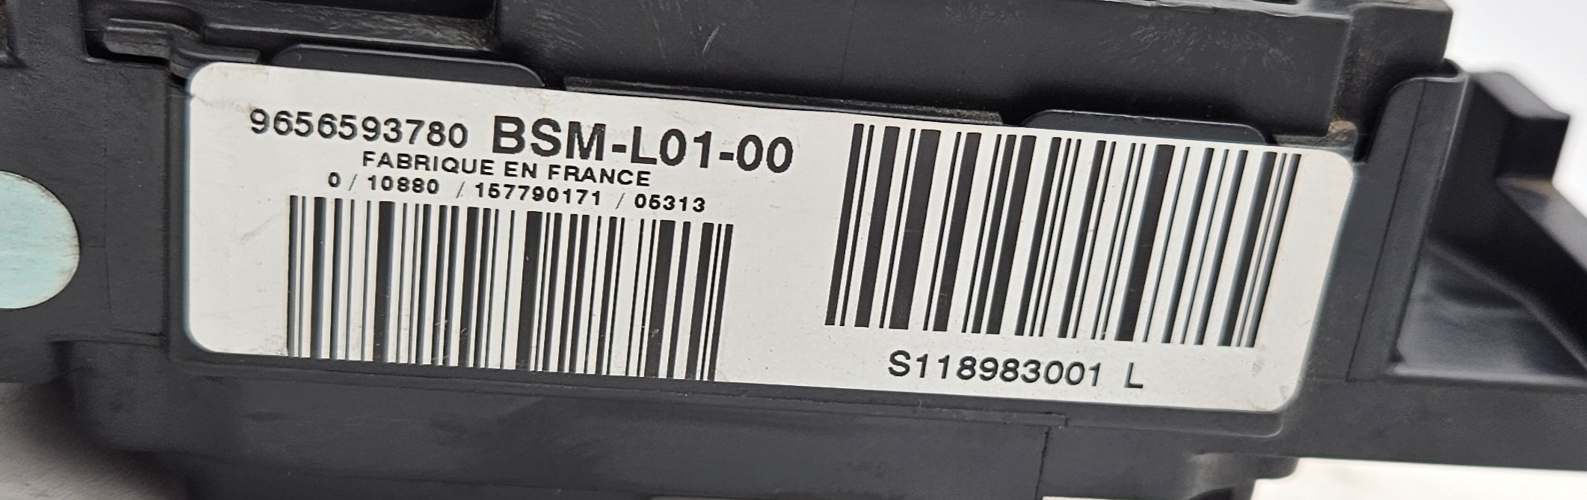 9656593780 BSM-L01-00
FABRIQUE EN FRANCE
0 / 10880 / 157790171 / 05313
S118983001 L